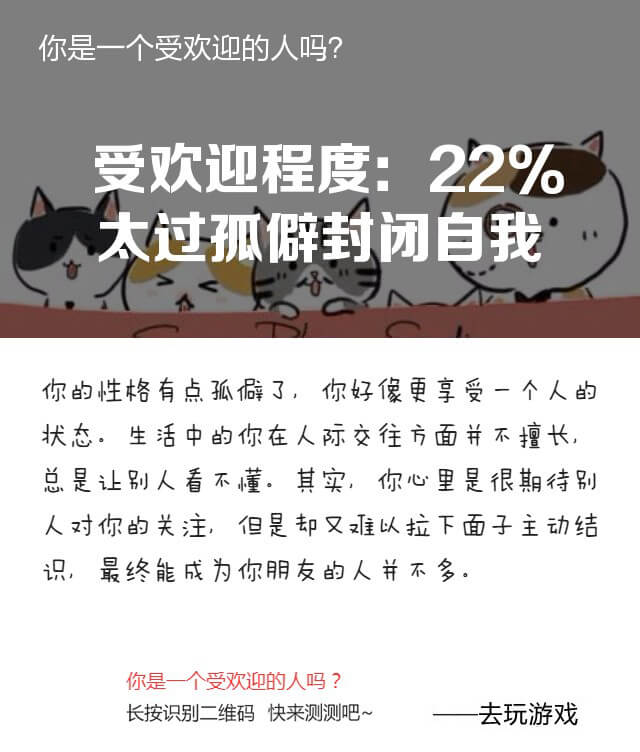 你是一个受欢迎的人吗?
受欢迎程度: 22%
太过孤僻封闭自我
你的性格有点孤僻了, 你好像更享受一个人的
状态。生活中的你在人际交往方面并不擅长,
总是让别人看不懂。其实, 你心里是很期待别
人对你的关注, 但是却又难以拉下面子主动结
识, 最终能成为你朋友的人并不多。
你是一个受欢迎的人吗？
长按识别二维码 快来测测吧~
——去玩游戏